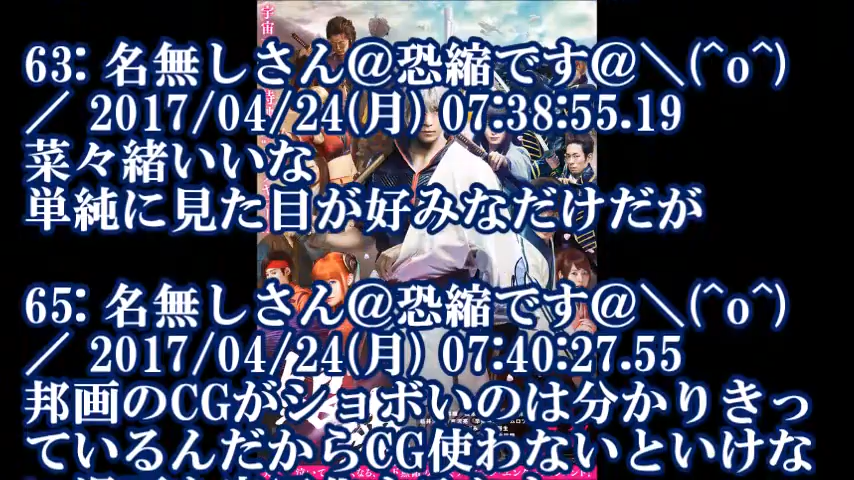 63: 名無しさん＠恐縮です＠＼(^o^)
／ 2017/04/24(月) 07:38:55.19
菜々緒いいな
単純に見た目が好みなだけだが
65: 名無しさん＠恐縮です＠＼(^o^)
／ 2017/04/24(月) 07:40:27.55
邦画のCGがショボいのは分かりきっ
ているんだからCG使わないといけな
宇宙